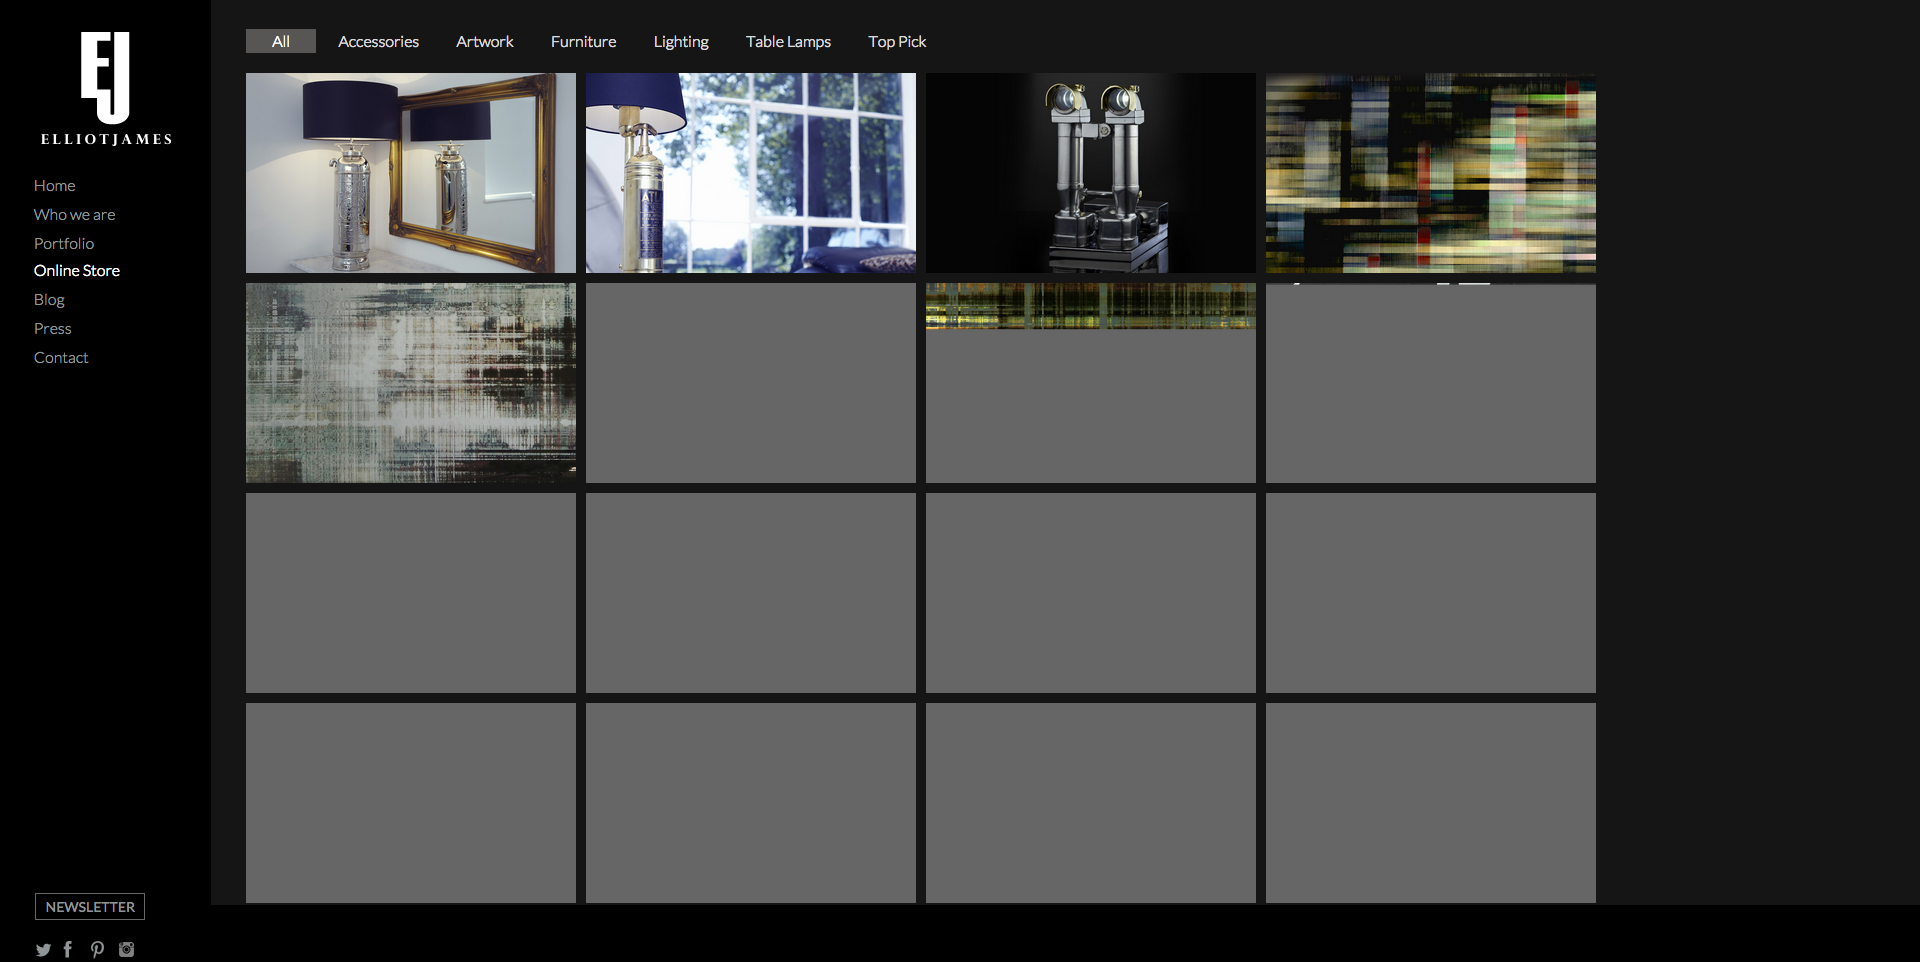 EJ
ELLIOTJAMES
Home
Who we are
Portfolio
Online Store
Blog
Press
Contact
NEWSLETTER
All Accessories Artwork Furniture Lighting Table Lamps Top Pick